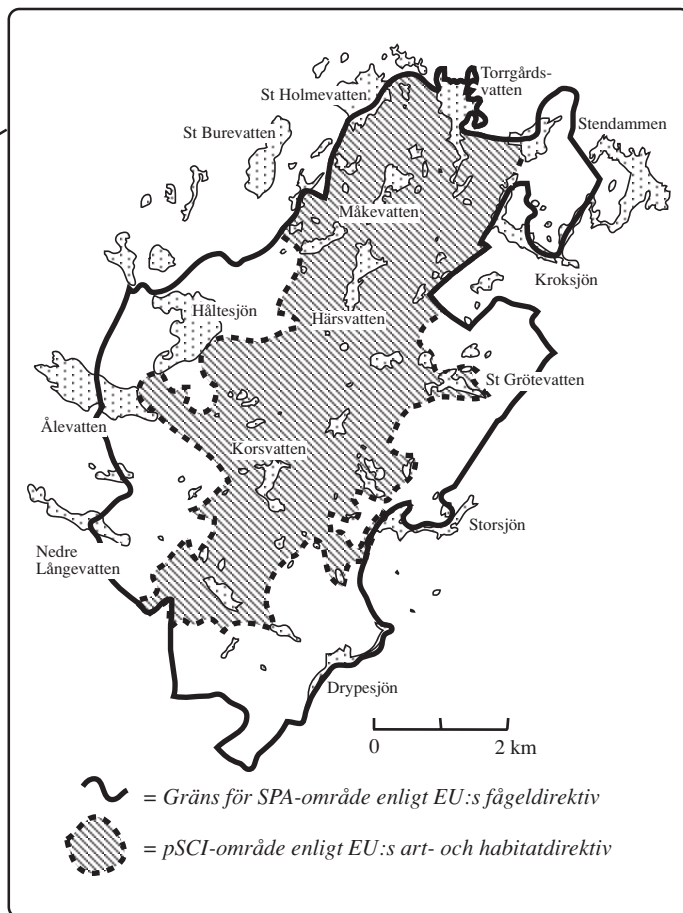 Torrgårds-
vatten
St Holmevatten
Stendammen
St Burevatten
Måkevatten
Kroksjön
Håltesjön
Härsvatten
St Grötevatten
Ålevatten
Korsvatten
Storsjön
Nedre
Långevatten
Drypesjön
0 2 km
= Gräns för SPA-område enligt EU:s fågeldirektiv
= pSCI-område enligt EU:s art- och habitatdirektiv